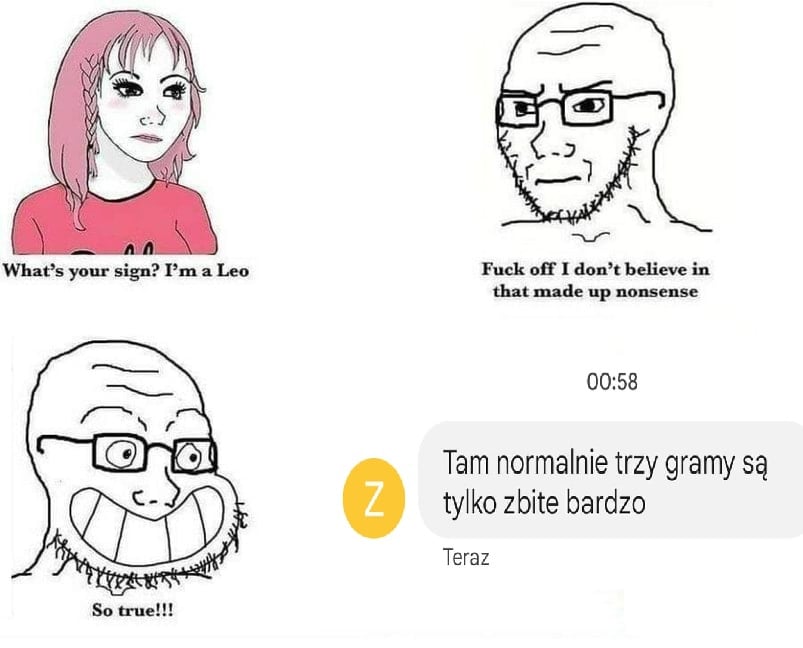 What's your sign? I'm a Leo
Fuck off I don't believe in
that made up nonsense
00:58
Z
Tam normalnie trzy gramy są
tylko zbite bardzo
Teraz
So true!!!